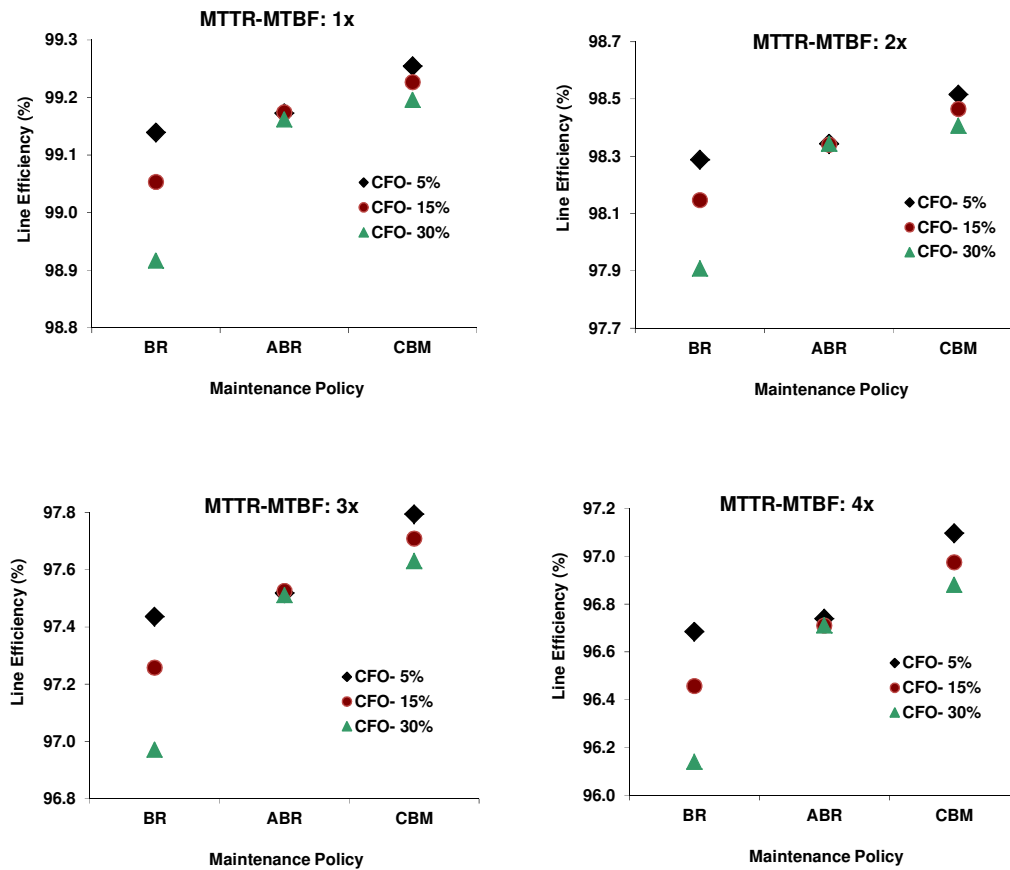 MTTR-MTBF: 1x
99.3
99.2
99.1
99.0
98.9
98.8
Line Efficiency (%)
CFO- 5%
CFO- 15%
CFO- 30%
BR ABR CBM
Maintenance Policy
MTTR-MTBF: 2x
98.7
98.5
98.3
98.1
97.9
97.7
Line Efficiency (%)
CFO- 5%
CFO- 15%
CFO- 30%
BR ABR CBM
Maintenance Policy
MTTR-MTBF: 3x
97.8
97.6
97.4
97.2
97.0
96.8
Line Efficiency (%)
CFO- 5%
CFO- 15%
CFO- 30%
BR ABR CBM
Maintenance Policy
MTTR-MTBF: 4x
97.2
97.0
96.8
96.6
96.4
96.2
96.0
Line Efficiency (%)
CFO- 5%
CFO- 15%
CFO- 30%
BR ABR CBM
Maintenance Policy